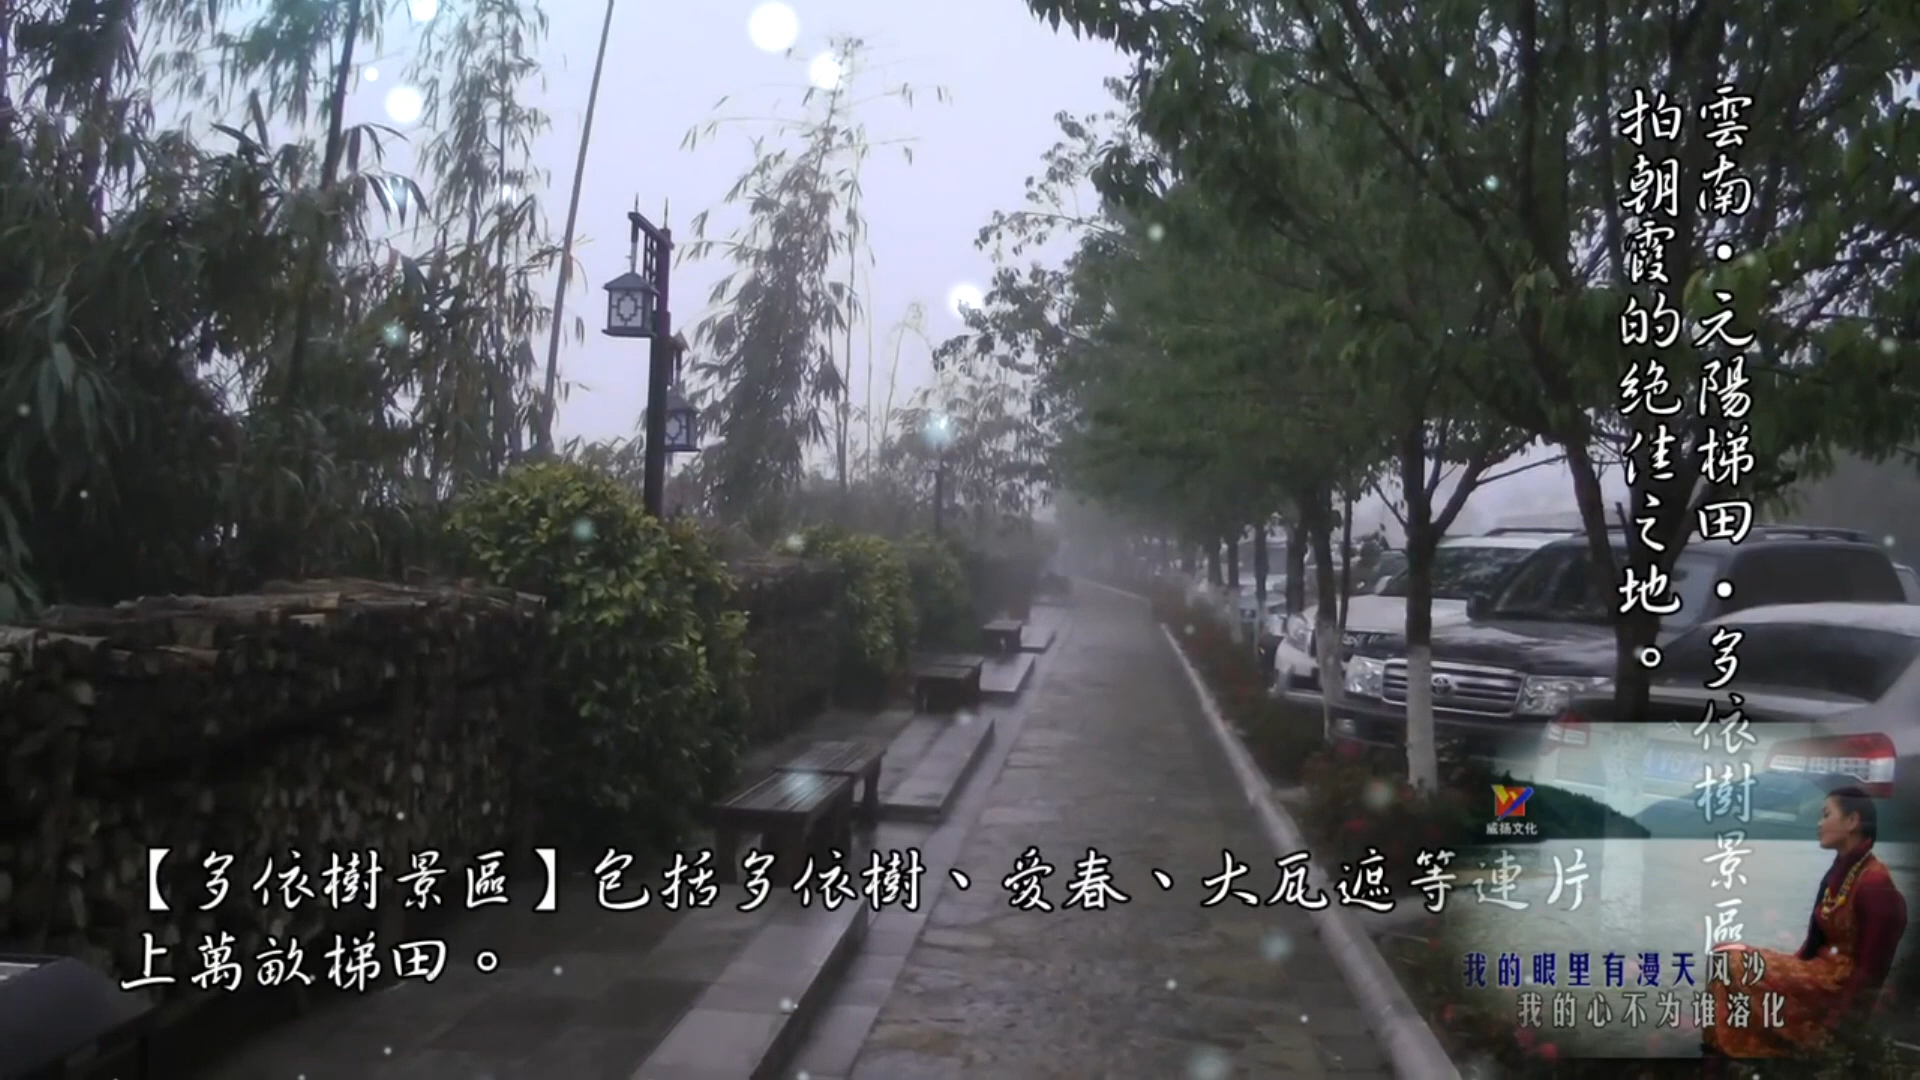 雲南·元陽梯田·多依樹景區
拍朝霞的绝佳之地。
【多依樹景區】包括多依樹、愛春、大瓦遮等連片
上萬畝梯田。
威扬文化
我的眼里有漫天风沙
我的心不为谁溶化